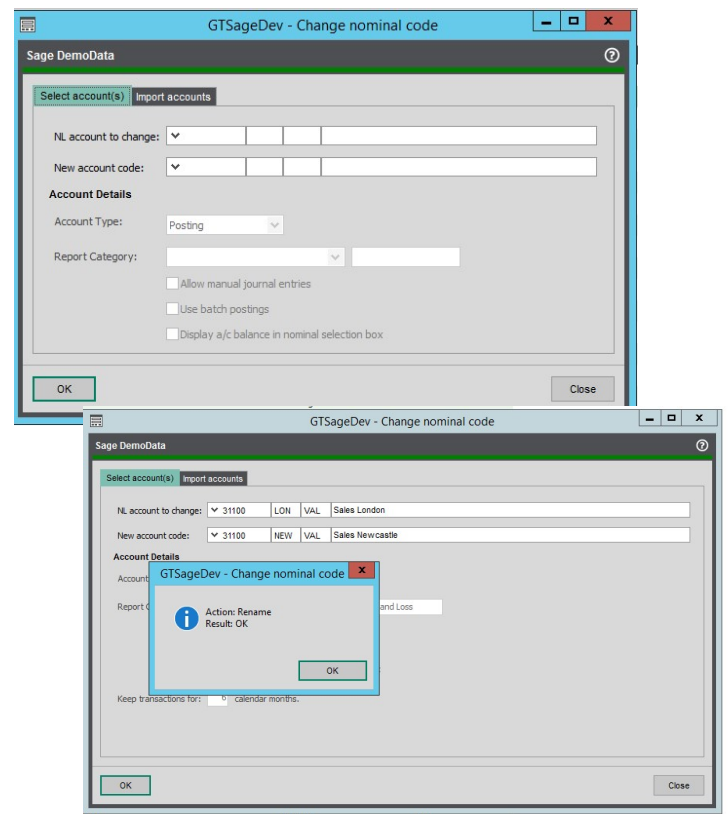 GTSageDev - Change nominal code
Sage DemoData
Select account(s) Import accounts
NL account to change:
New account code:
Account Details
Account Type: Posting
Report Category:
Allow manual journal entries
Use batch postings
Display a/c balance in nominal selection box
OK Close
GTSageDev - Change nominal code
Sage DemoData
Select account(s) Import accounts
NL account to change: 31100 LON VAL Sales London
New account code: 31100 NEW VAL Sales Newcastle
Account Details
Account
GTSageDev - Change nominal code
Report and Loss
Action: Rename
Result: OK
OK
Keep transactions for: calendar months.
OK Close